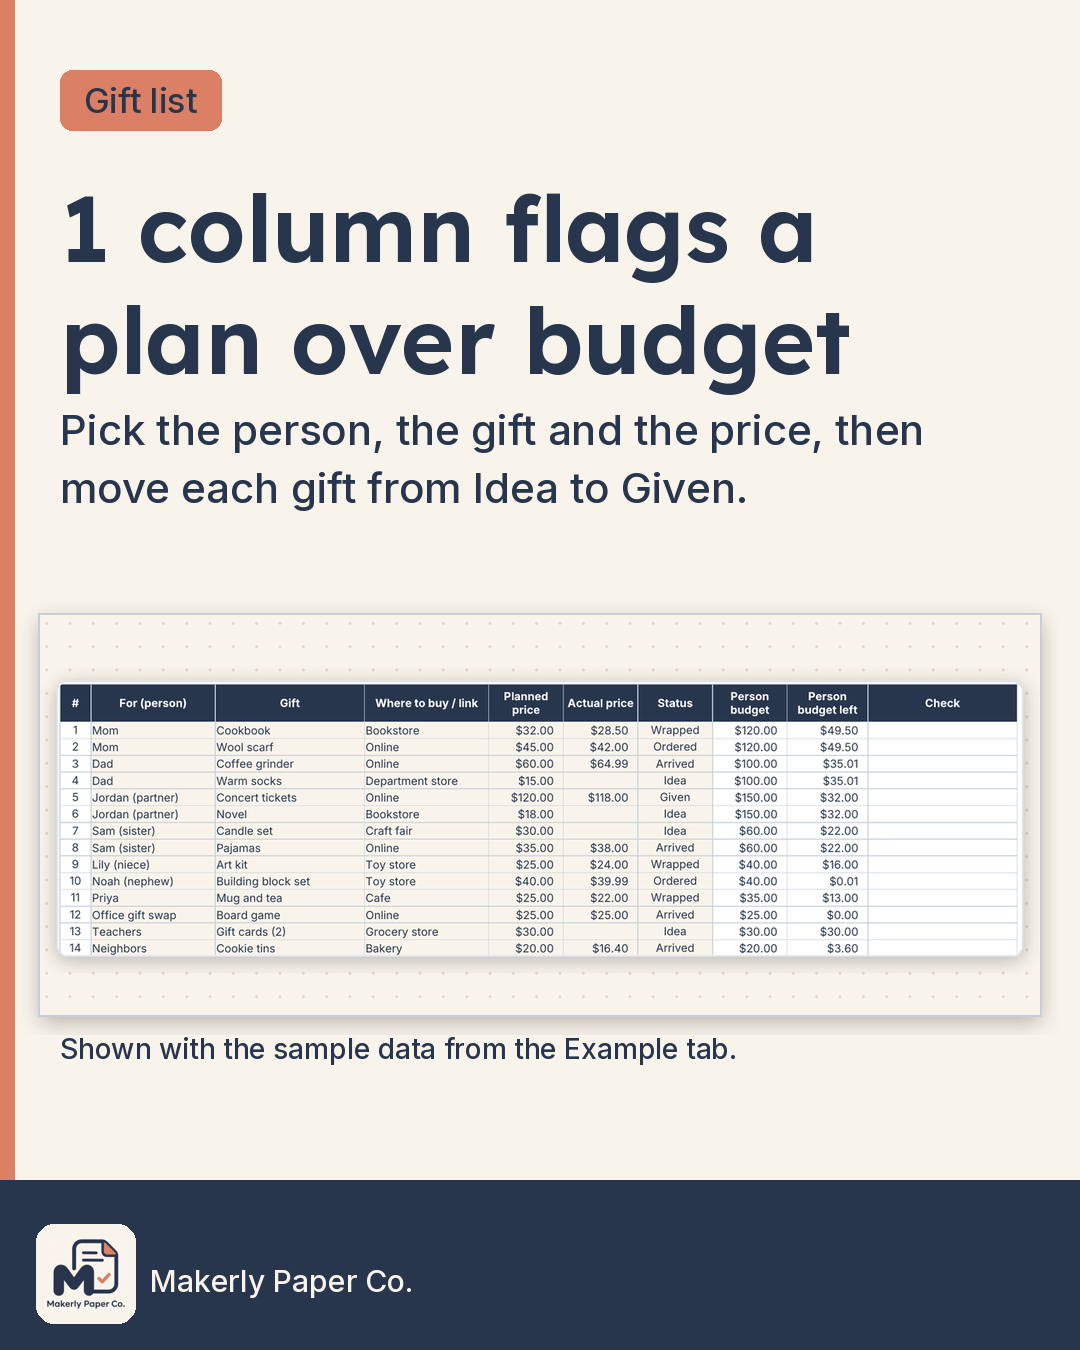 Gift list
1 column flags a
plan over budget
Pick the person, the gift and the price, then
move each gift from Idea to Given.
# For (person) Gift Where to buy / link Planned price Actual price Status Person budget Person budget left Check
1 Mom Cookbook Bookstore $32.00 $28.50 Wrapped $120.00 $49.50
2 Mom Wool scarf Online $45.00 $42.00 Ordered $120.00 $49.50
3 Dad Coffee grinder Online $60.00 $64.99 Arrived $100.00 $35.01
4 Dad Warm socks Department store $15.00 Idea $100.00 $35.01
5 Jordan (partner) Concert tickets Online $120.00 $118.00 Given $150.00 $32.00
6 Jordan (partner) Novel Bookstore $18.00 Idea $150.00 $32.00
7 Sam (sister) Candle set Craft fair $30.00 Idea $60.00 $22.00
8 Sam (sister) Pajamas Online $35.00 $38.00 Arrived $60.00 $22.00
9 Lily (niece) Art kit Toy store $25.00 $24.00 Wrapped $40.00 $16.00
10 Noah (nephew) Building block set Toy store $40.00 $39.99 Ordered $40.00 $0.01
11 Priya Mug and tea Cafe $25.00 $22.00 Wrapped $35.00 $13.00
12 Office gift swap Board game Online $25.00 $25.00 Arrived $25.00 $0.00
13 Teachers Gift cards (2) Grocery store $30.00 Idea $30.00 $30.00
14 Neighbors Cookie tins Bakery $20.00 $16.40 Arrived $20.00 $3.60
Shown with the sample data from the Example tab.
M
Makerly Paper Co.
Makerly Paper Co.